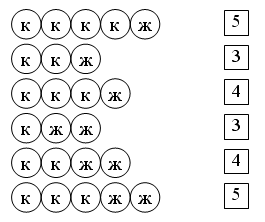 к к к к ж 5
к к ж 3
к к к ж 4
к ж ж 3
к к ж ж 4
к к к ж ж 5